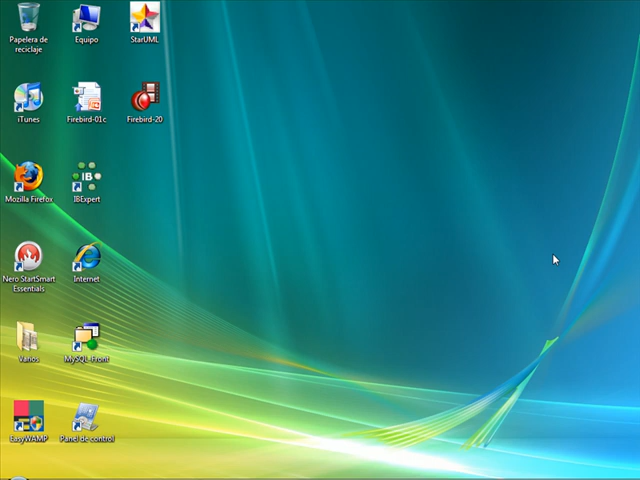 Papelera de
reciclaje
Equipo
StarUML
iTunes
Firebird-01c
Firebird-20
Mozilla Firefox
IB
IBExpert
Nero StartSmart
Essentials
Internet
Varios
MySQL-Front
EasyWAMP
Panel de control